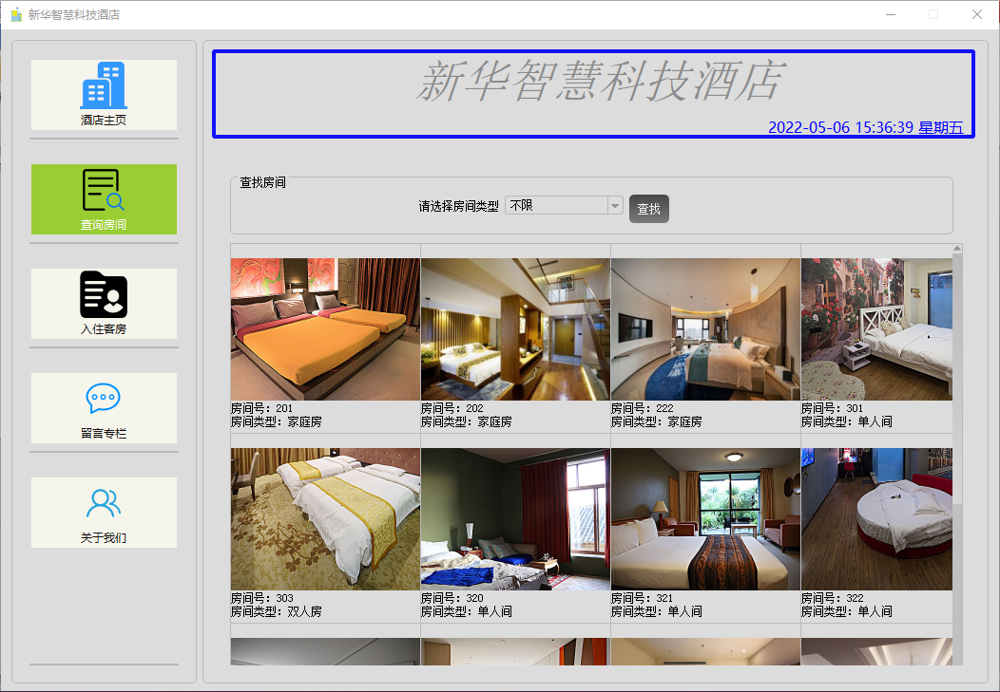 新华智慧科技酒店
酒店主页
查询房间
入住客房
留言专栏
关于我们
新华智慧科技酒店
2022-05-06 15:36:39 星期五
查找房间
请选择房间类型 不限 查找
房间号：201
房间类型：家庭房
房间号：202
房间类型：家庭房
房间号：222
房间类型：家庭房
房间号：301
房间类型：单人间
房间号：303
房间类型：双人房
房间号：320
房间类型：单人间
房间号：321
房间类型：单人间
房间号：322
房间类型：单人间